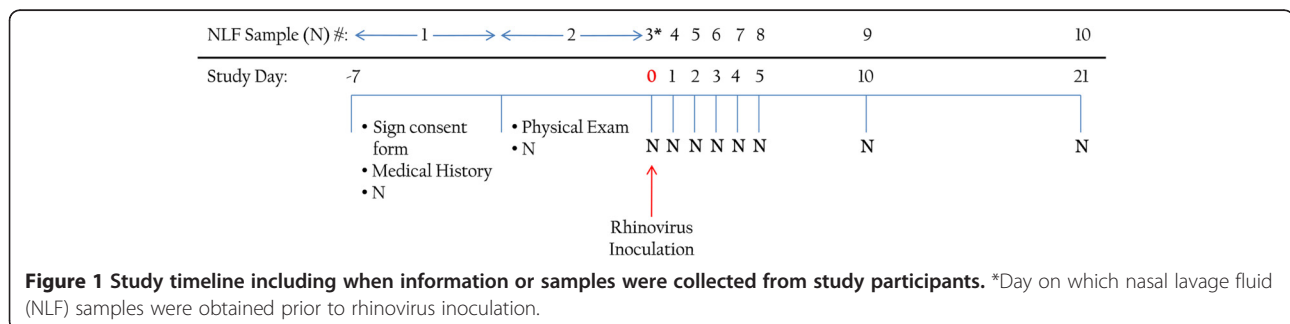 NLF Sample (N) #: 1 2 3* 4 5 6 7 8 9 10
Study Day: -7 0 1 2 3 4 5 10 21
• Sign consent form
• Medical History
• N
• Physical Exam
• N
N N N N N N N N
Rhinovirus
Inoculation
Figure 1 Study timeline including when information or samples were collected from study participants. *Day on which nasal lavage fluid
(NLF) samples were obtained prior to rhinovirus inoculation.